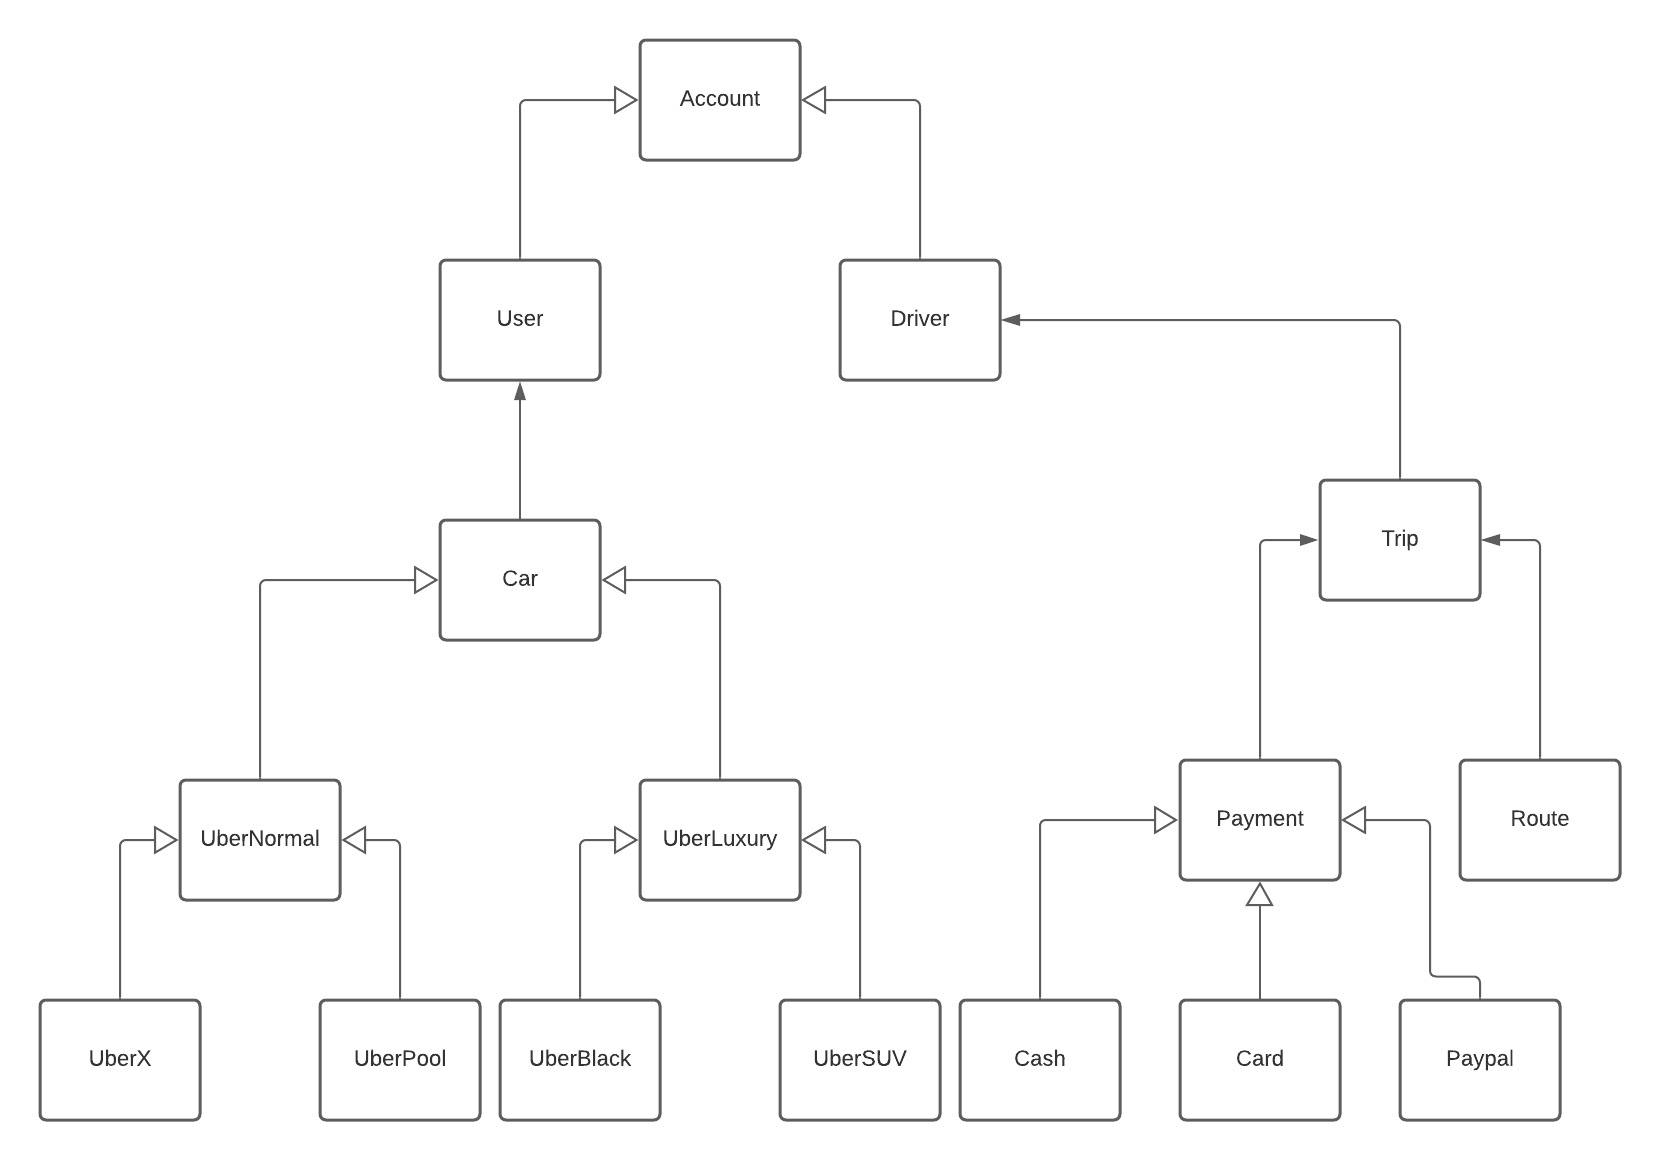 Account
User
Driver
Trip
Car
Payment
Route
UberNormal
UberLuxury
UberX
UberPool
UberBlack
UberSUV
Cash
Card
Paypal